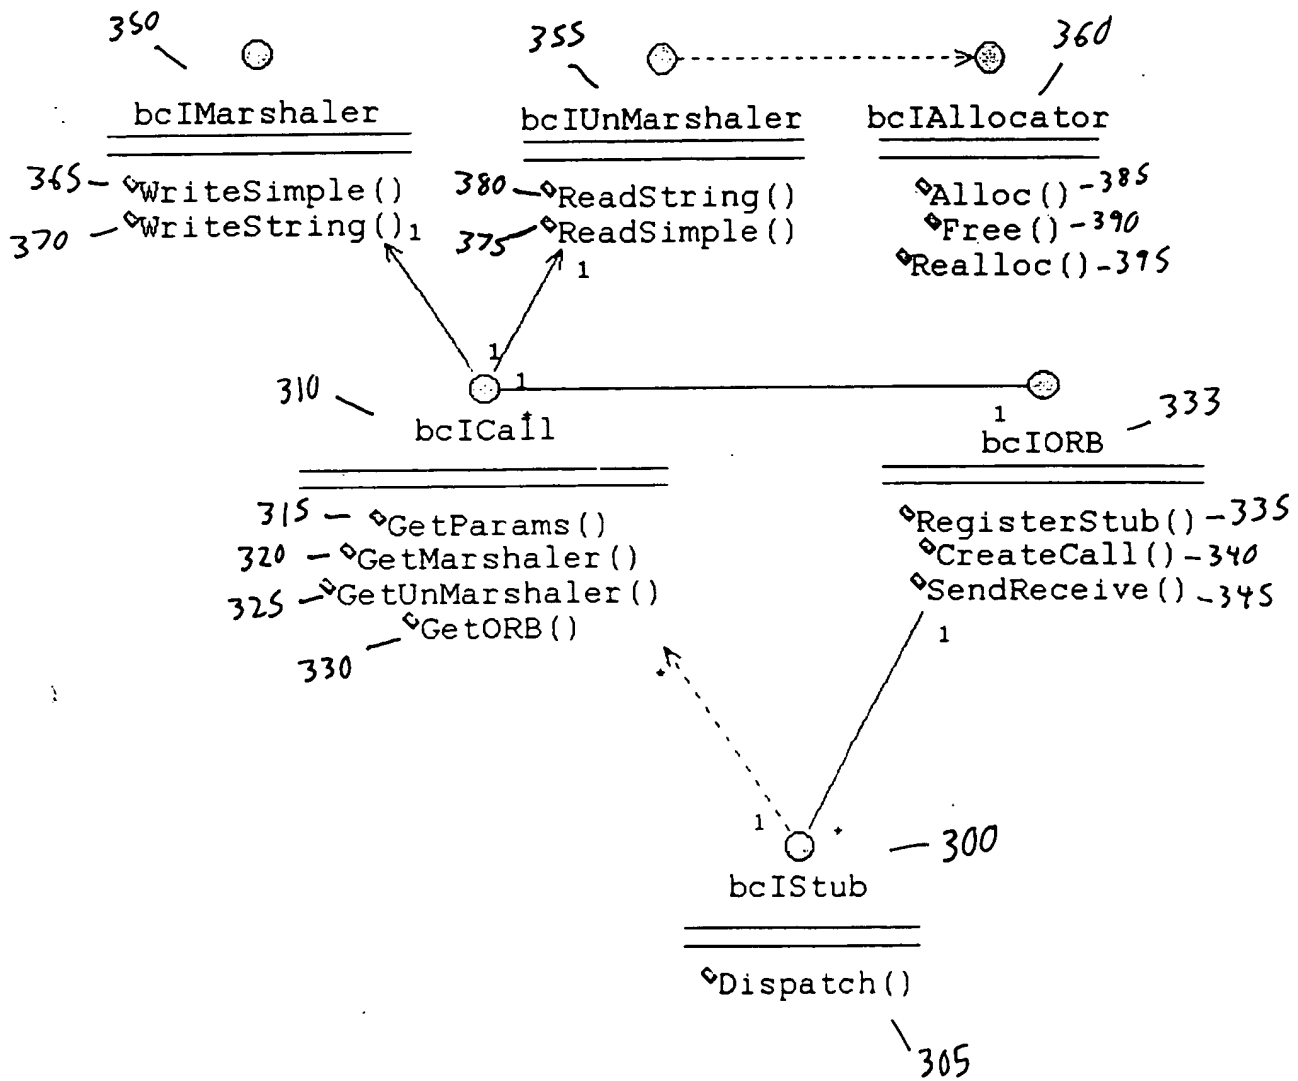 350
355
360
bcIMarshaler
bcIUnMarshaler
bcIAllocator
365 WriteSimple()
370 WriteString() 1
380 ReadString()
375 ReadSimple()
1
Alloc() 385
Free() 390
Realloc() 395
1
310
1
*
bcICall
1
333
bcIORB
315 GetParams()
320 GetMarshaler()
325 GetUnMarshaler()
330 GetORB()
RegisterStub() 335
CreateCall() 340
SendReceive() 345
1
*
1
*
300
bcIStub
Dispatch()
305